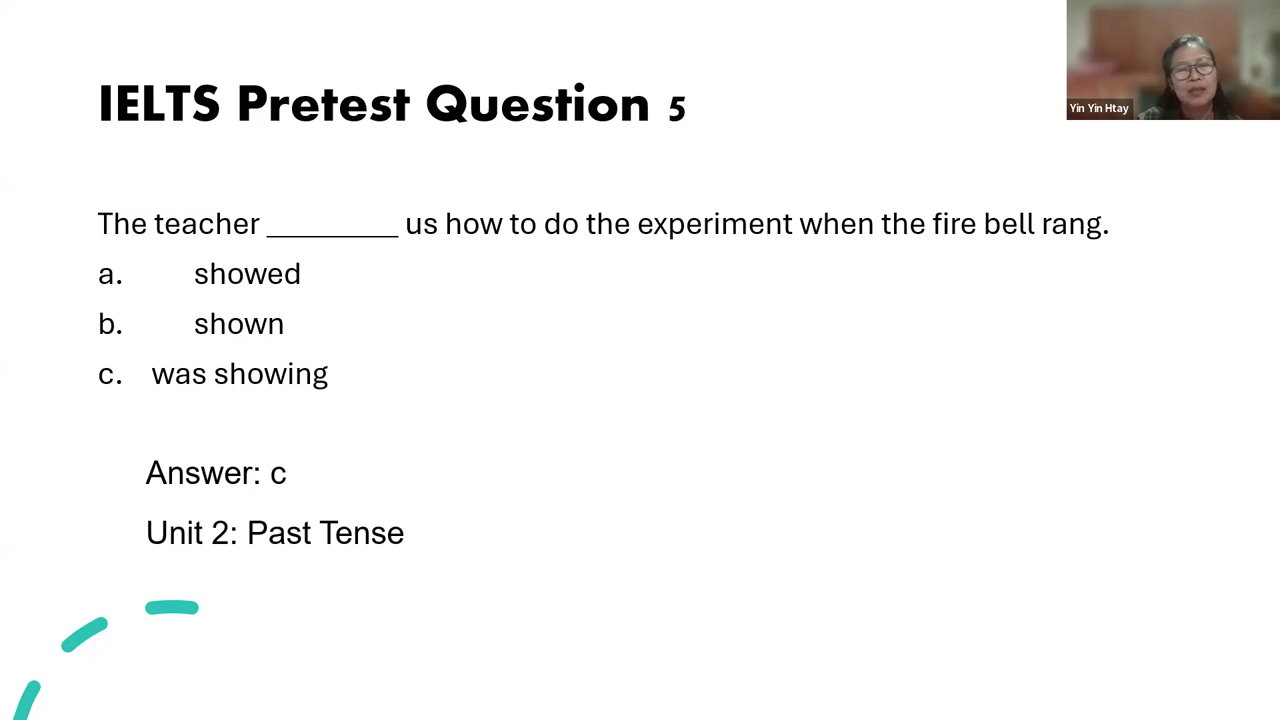 IELTS Pretest Question 5
Yin Yin Htay
The teacher _________ us how to do the experiment when the fire bell rang.
a. showed
b. shown
c. was showing
Answer: c
Unit 2: Past Tense